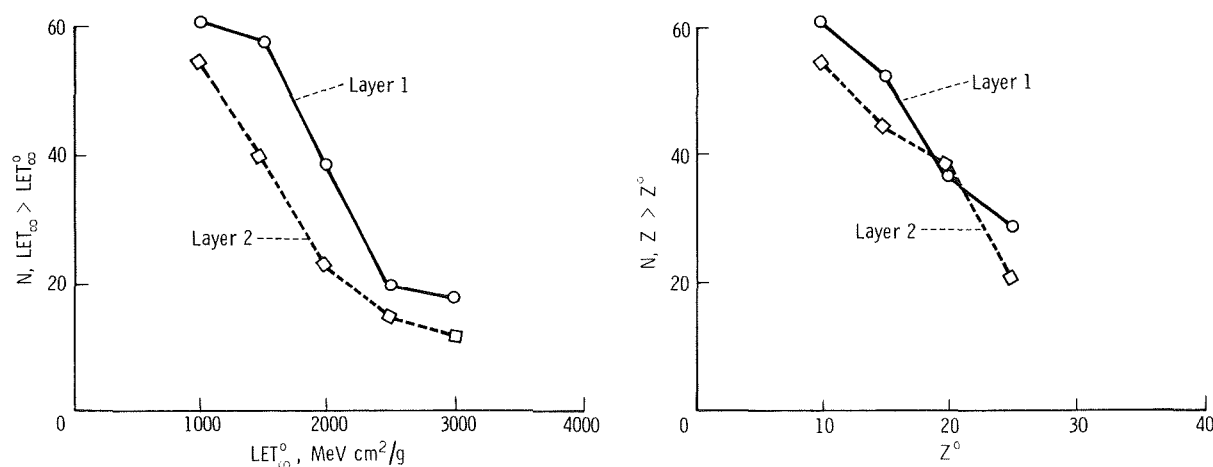 60
40
20
0
N, LET∞ > LET°∞
Layer 1
Layer 2
1000 2000 3000 4000
LET°∞, MeV cm²/g
60
40
20
0
N, Z > Z°
Layer 1
Layer 2
10 20 30 40
Z°